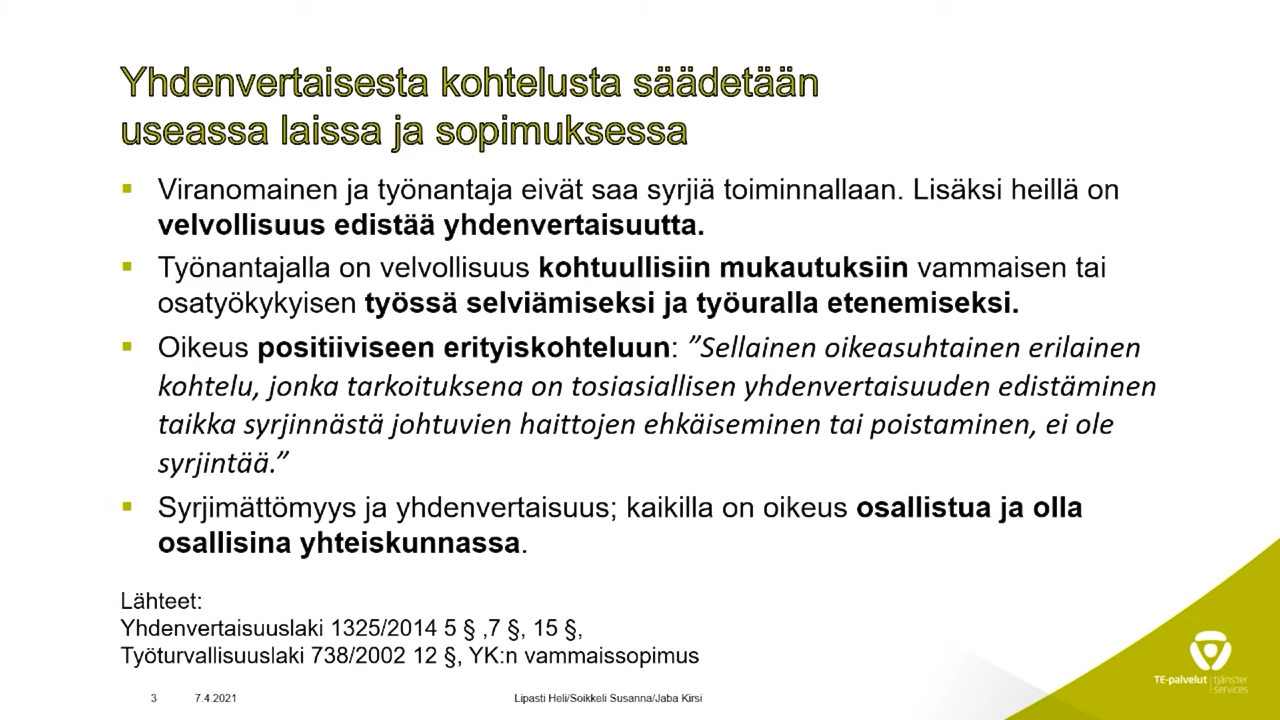 Yhdenvertaisesta kohtelusta säädetään
useassa laissa ja sopimuksessa
▪ Viranomainen ja työnantaja eivät saa syrjiä toiminnallaan. Lisäksi heillä on
velvollisuus edistää yhdenvertaisuutta.
▪ Työnantajalla on velvollisuus kohtuullisiin mukautuksiin vammaisen tai
osatyökykyisen työssä selviämiseksi ja työuralla etenemiseksi.
▪ Oikeus positiiviseen erityiskohteluun: ”Sellainen oikeasuhtainen erilainen
kohtelu, jonka tarkoituksena on tosiasiallisen yhdenvertaisuuden edistäminen
taikka syrjinnästä johtuvien haittojen ehkäiseminen tai poistaminen, ei ole
syrjintää.”
▪ Syrjimättömyys ja yhdenvertaisuus; kaikilla on oikeus osallistua ja olla
osallisina yhteiskunnassa.
Lähteet:
Yhdenvertaisuuslaki 1325/2014 5 § ,7 §, 15 §,
Työturvallisuuslaki 738/2002 12 §, YK:n vammaissopimus
3 7.4.2021 Lipasti Heli/Soikkeli Susanna/Jaba Kirsi
TE-palvelut | tjänster
services